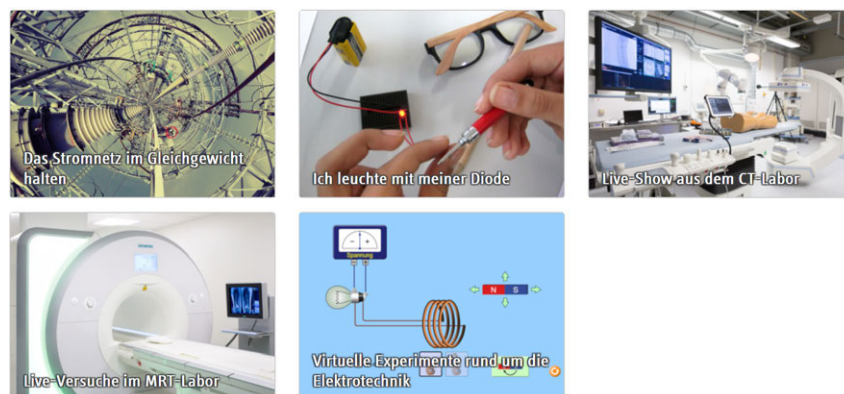 Das Stromnetz im Gleichgewicht
halten
Ich leuchte mit meiner Diode
Live-Show aus dem CT-Labor
SIEMENS
Live-Versuche im MRT-Labor
- +
Spannung
N S
Virtuelle Experimente rund um die
Elektrotechnik